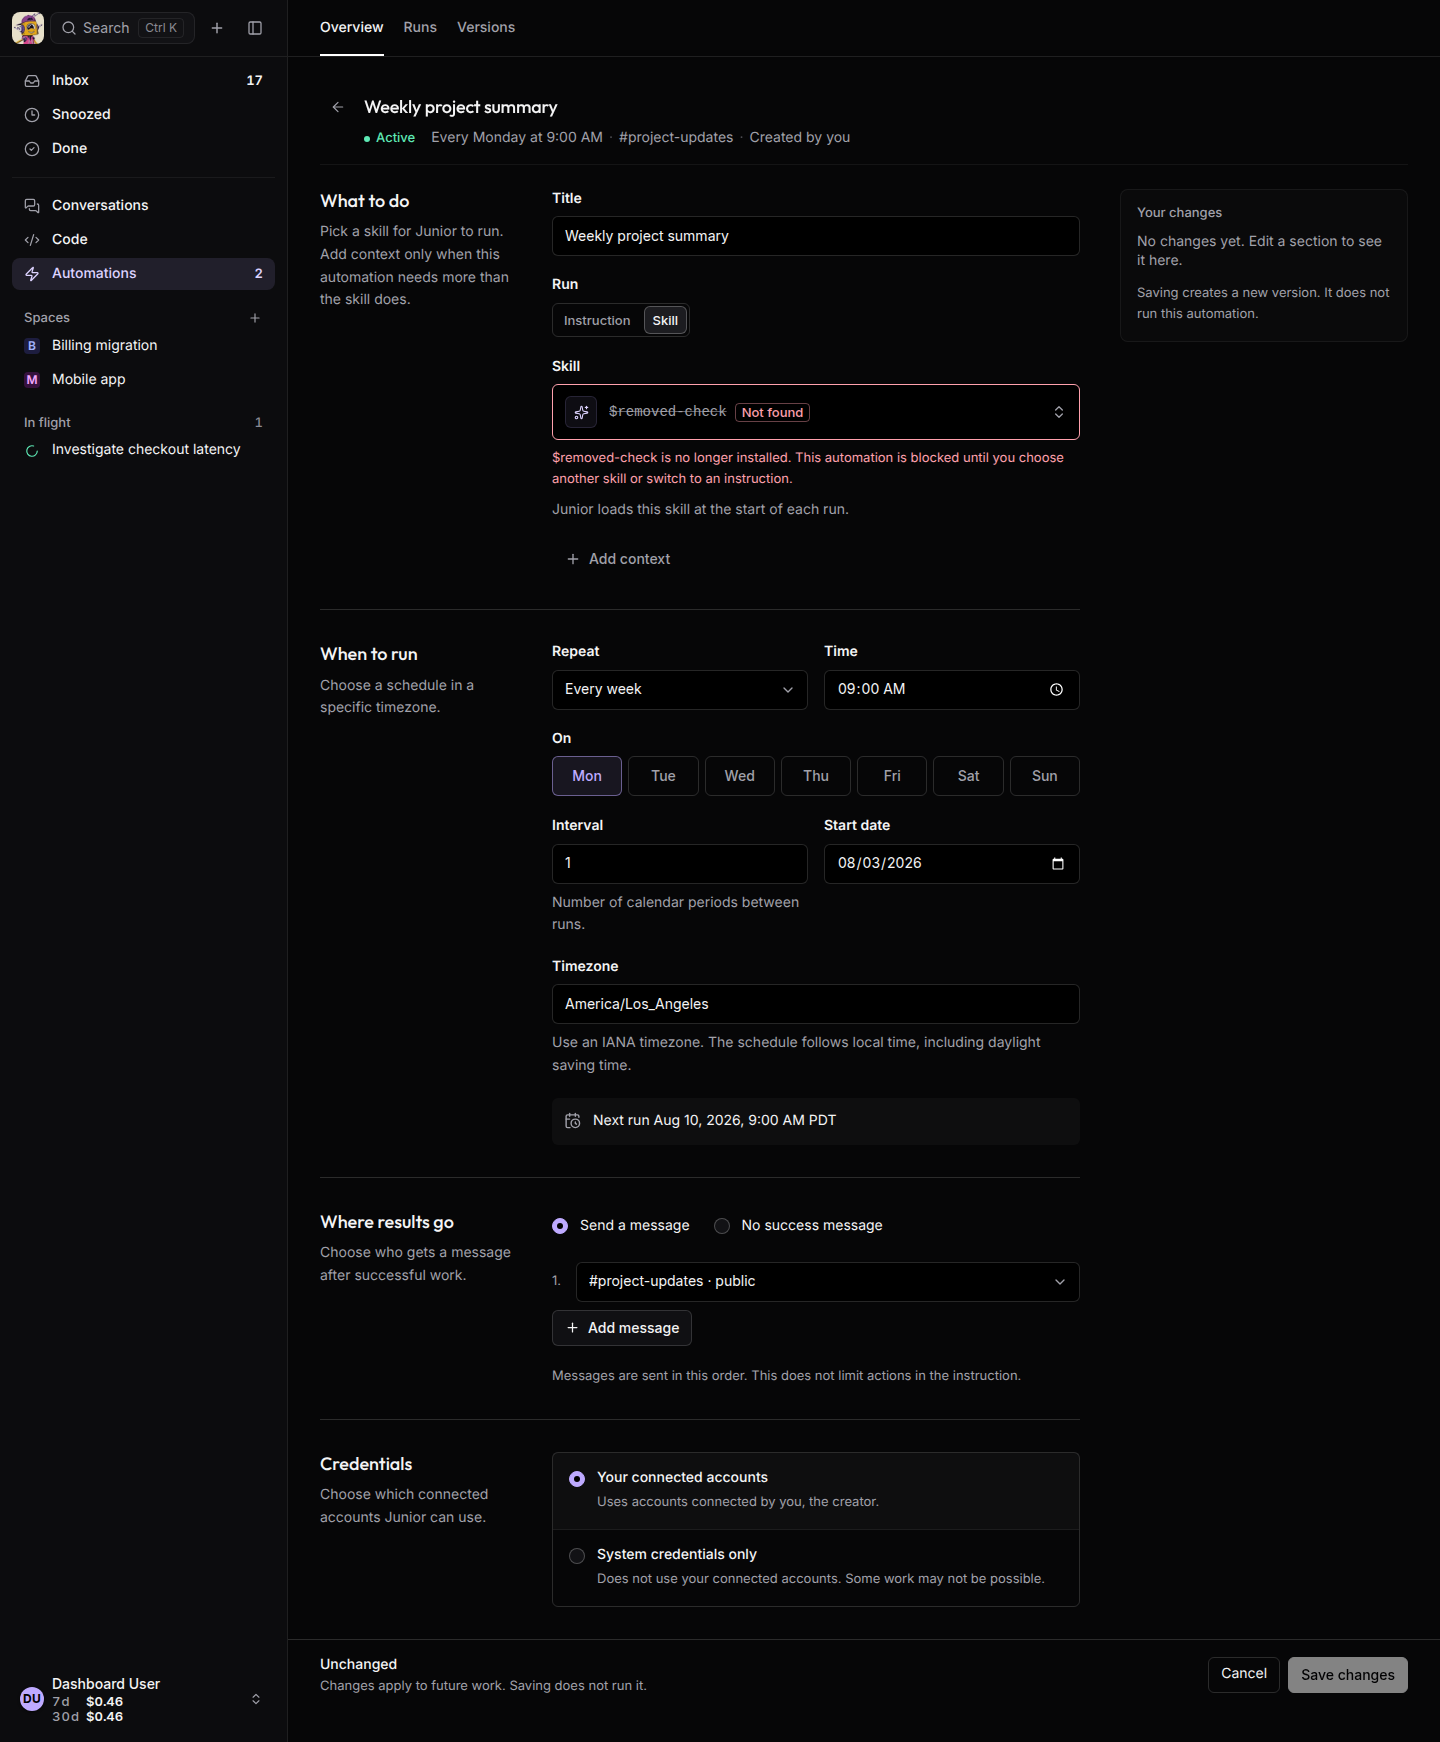 Search Ctrl K
Inbox 17
Snoozed
Done
Conversations
Code
Automations 2
Spaces
B Billing migration
M Mobile app
In flight 1
Investigate checkout latency
DU Dashboard User
7d $0.46
30d $0.46
Overview Runs Versions
Weekly project summary
Active Every Monday at 9:00 AM · #project-updates · Created by you
What to do
Pick a skill for Junior to run.
Add context only when this
automation needs more than
the skill does.
Title
Weekly project summary
Run
Instruction Skill
Skill
$removed-check Not found
$removed-check is no longer installed. This automation is blocked until you choose
another skill or switch to an instruction.
Junior loads this skill at the start of each run.
Add context
Your changes
No changes yet. Edit a section to see
it here.
Saving creates a new version. It does not
run this automation.
When to run
Choose a schedule in a
specific timezone.
Repeat Time
Every week 09:00 AM
On
Mon Tue Wed Thu Fri Sat Sun
Interval Start date
1 08/03/2026
Number of calendar periods between
runs.
Timezone
America/Los_Angeles
Use an IANA timezone. The schedule follows local time, including daylight
saving time.
Next run Aug 10, 2026, 9:00 AM PDT
Where results go
Choose who gets a message
after successful work.
Send a message No success message
1. #project-updates · public
Add message
Messages are sent in this order. This does not limit actions in the instruction.
Credentials
Choose which connected
accounts Junior can use.
Your connected accounts
Uses accounts connected by you, the creator.
System credentials only
Does not use your connected accounts. Some work may not be possible.
Unchanged
Changes apply to future work. Saving does not run it.
Cancel Save changes